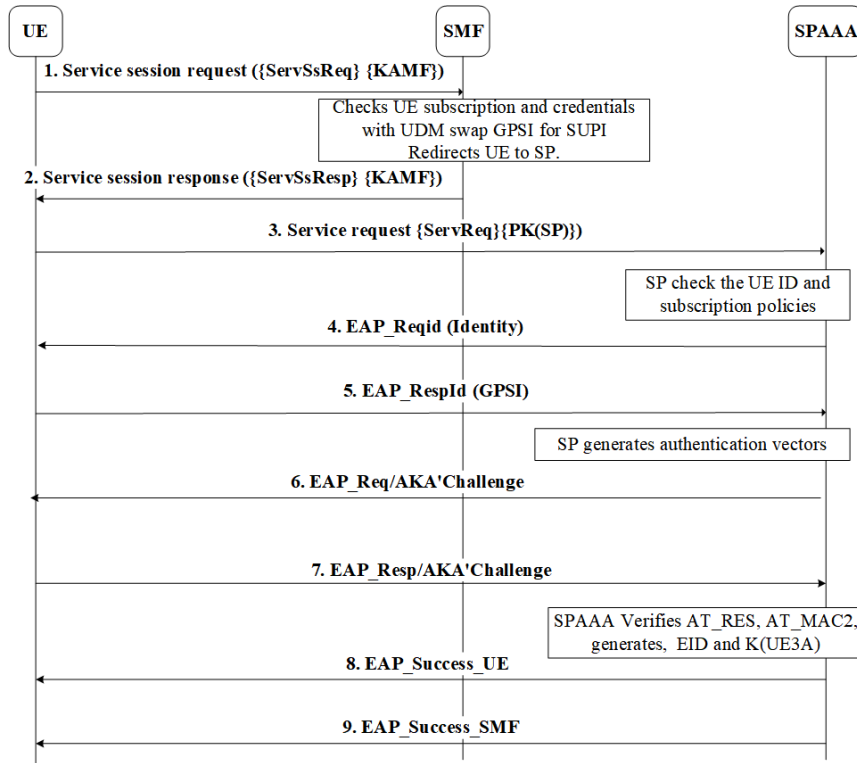 UE
SMF
SPAAA
1. Service session request ({ServSsReq} {KAMF})
Checks UE subscription and credentials
with UDM swap GPSI for SUPI
Redirects UE to SP.
2. Service session response ({ServSsResp} {KAMF})
3. Service request {ServReq}{PK(SP)})
SP check the UE ID and
subscription policies
4. EAP_Reqid (Identity)
5. EAP_RespId (GPSI)
SP generates authentication vectors
6. EAP_Req/AKA'Challenge
7. EAP_Resp/AKA'Challenge
SPAAA Verifies AT_RES, AT_MAC2,
generates,  EID and K(UE3A)
8. EAP_Success_UE
9. EAP_Success_SMF